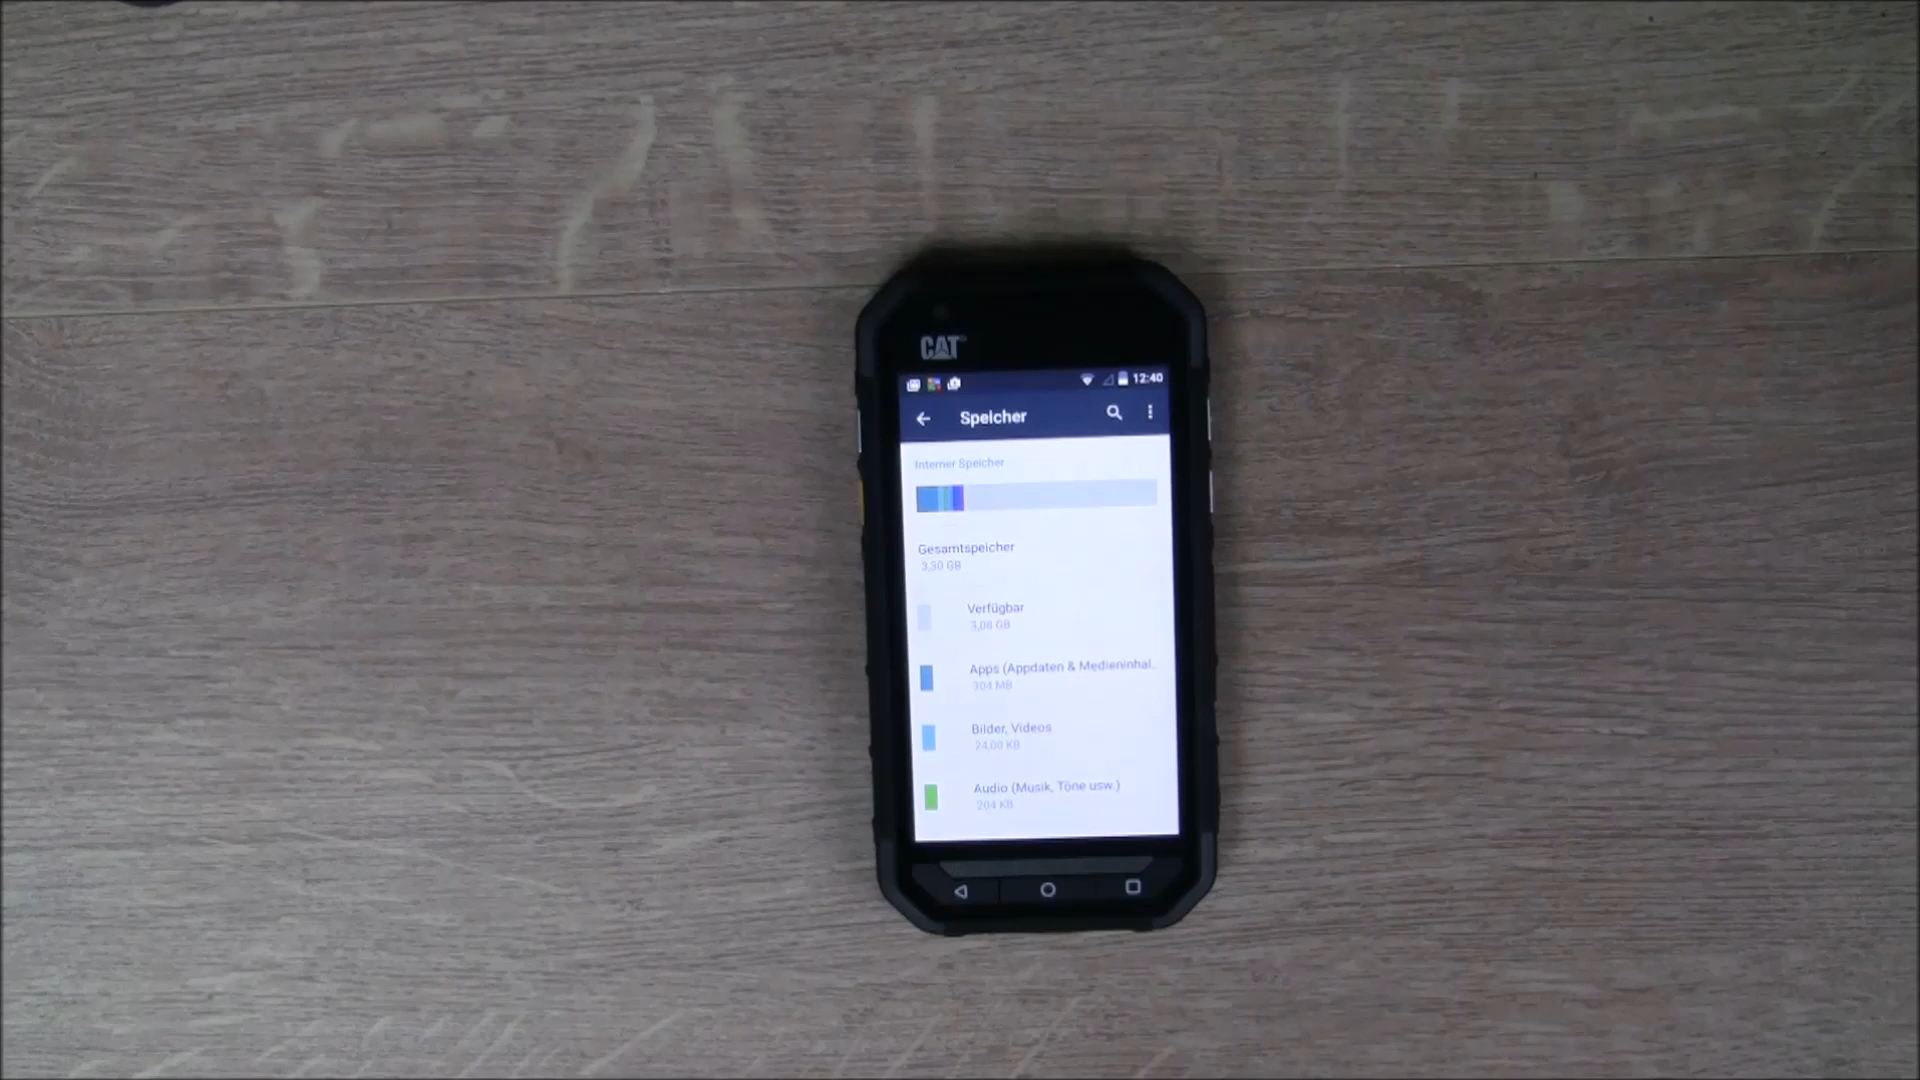 CAT
12:40
Speicher
Interner Speicher
Gesamtspeicher
3,30 GB
Verfügbar
3,08 GB
Apps (Appdaten & Medieninhal.
304 MB
Bilder, Videos
24,00 KB
Audio (Musik, Töne usw.)
204 KB